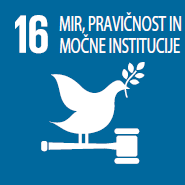 16 MIR, PRAVIČNOST IN
MOČNE INSTITUCIJE